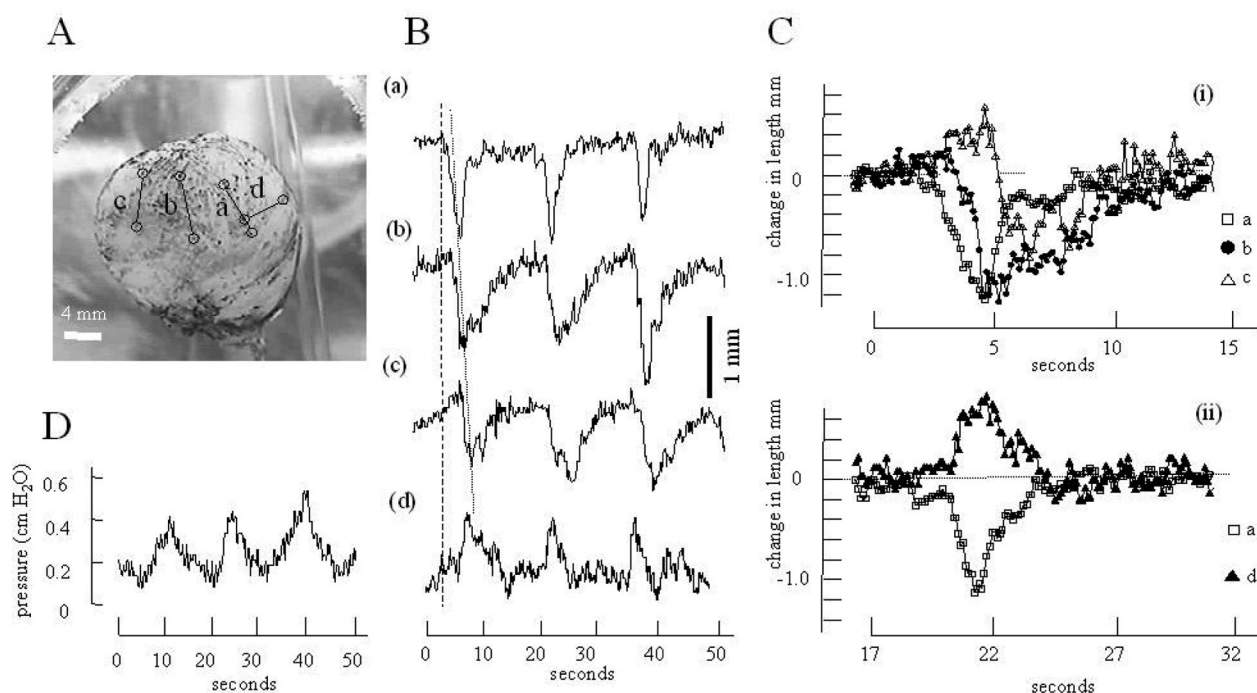 A
c
b
a
d
4 mm
B
(a)
(b)
(c)
(d)
1 mm
0 10 20 30 40 50
seconds
C
(i)
change in length mm
0
-1.0
□ a
● b
△ c
0 5 10 15
seconds
(ii)
change in length mm
0
-1.0
□ a
▲ d
17 22 27 32
seconds
D
pressure (cm H₂O)
0.6
0.4
0.2
0
0 10 20 30 40 50
seconds